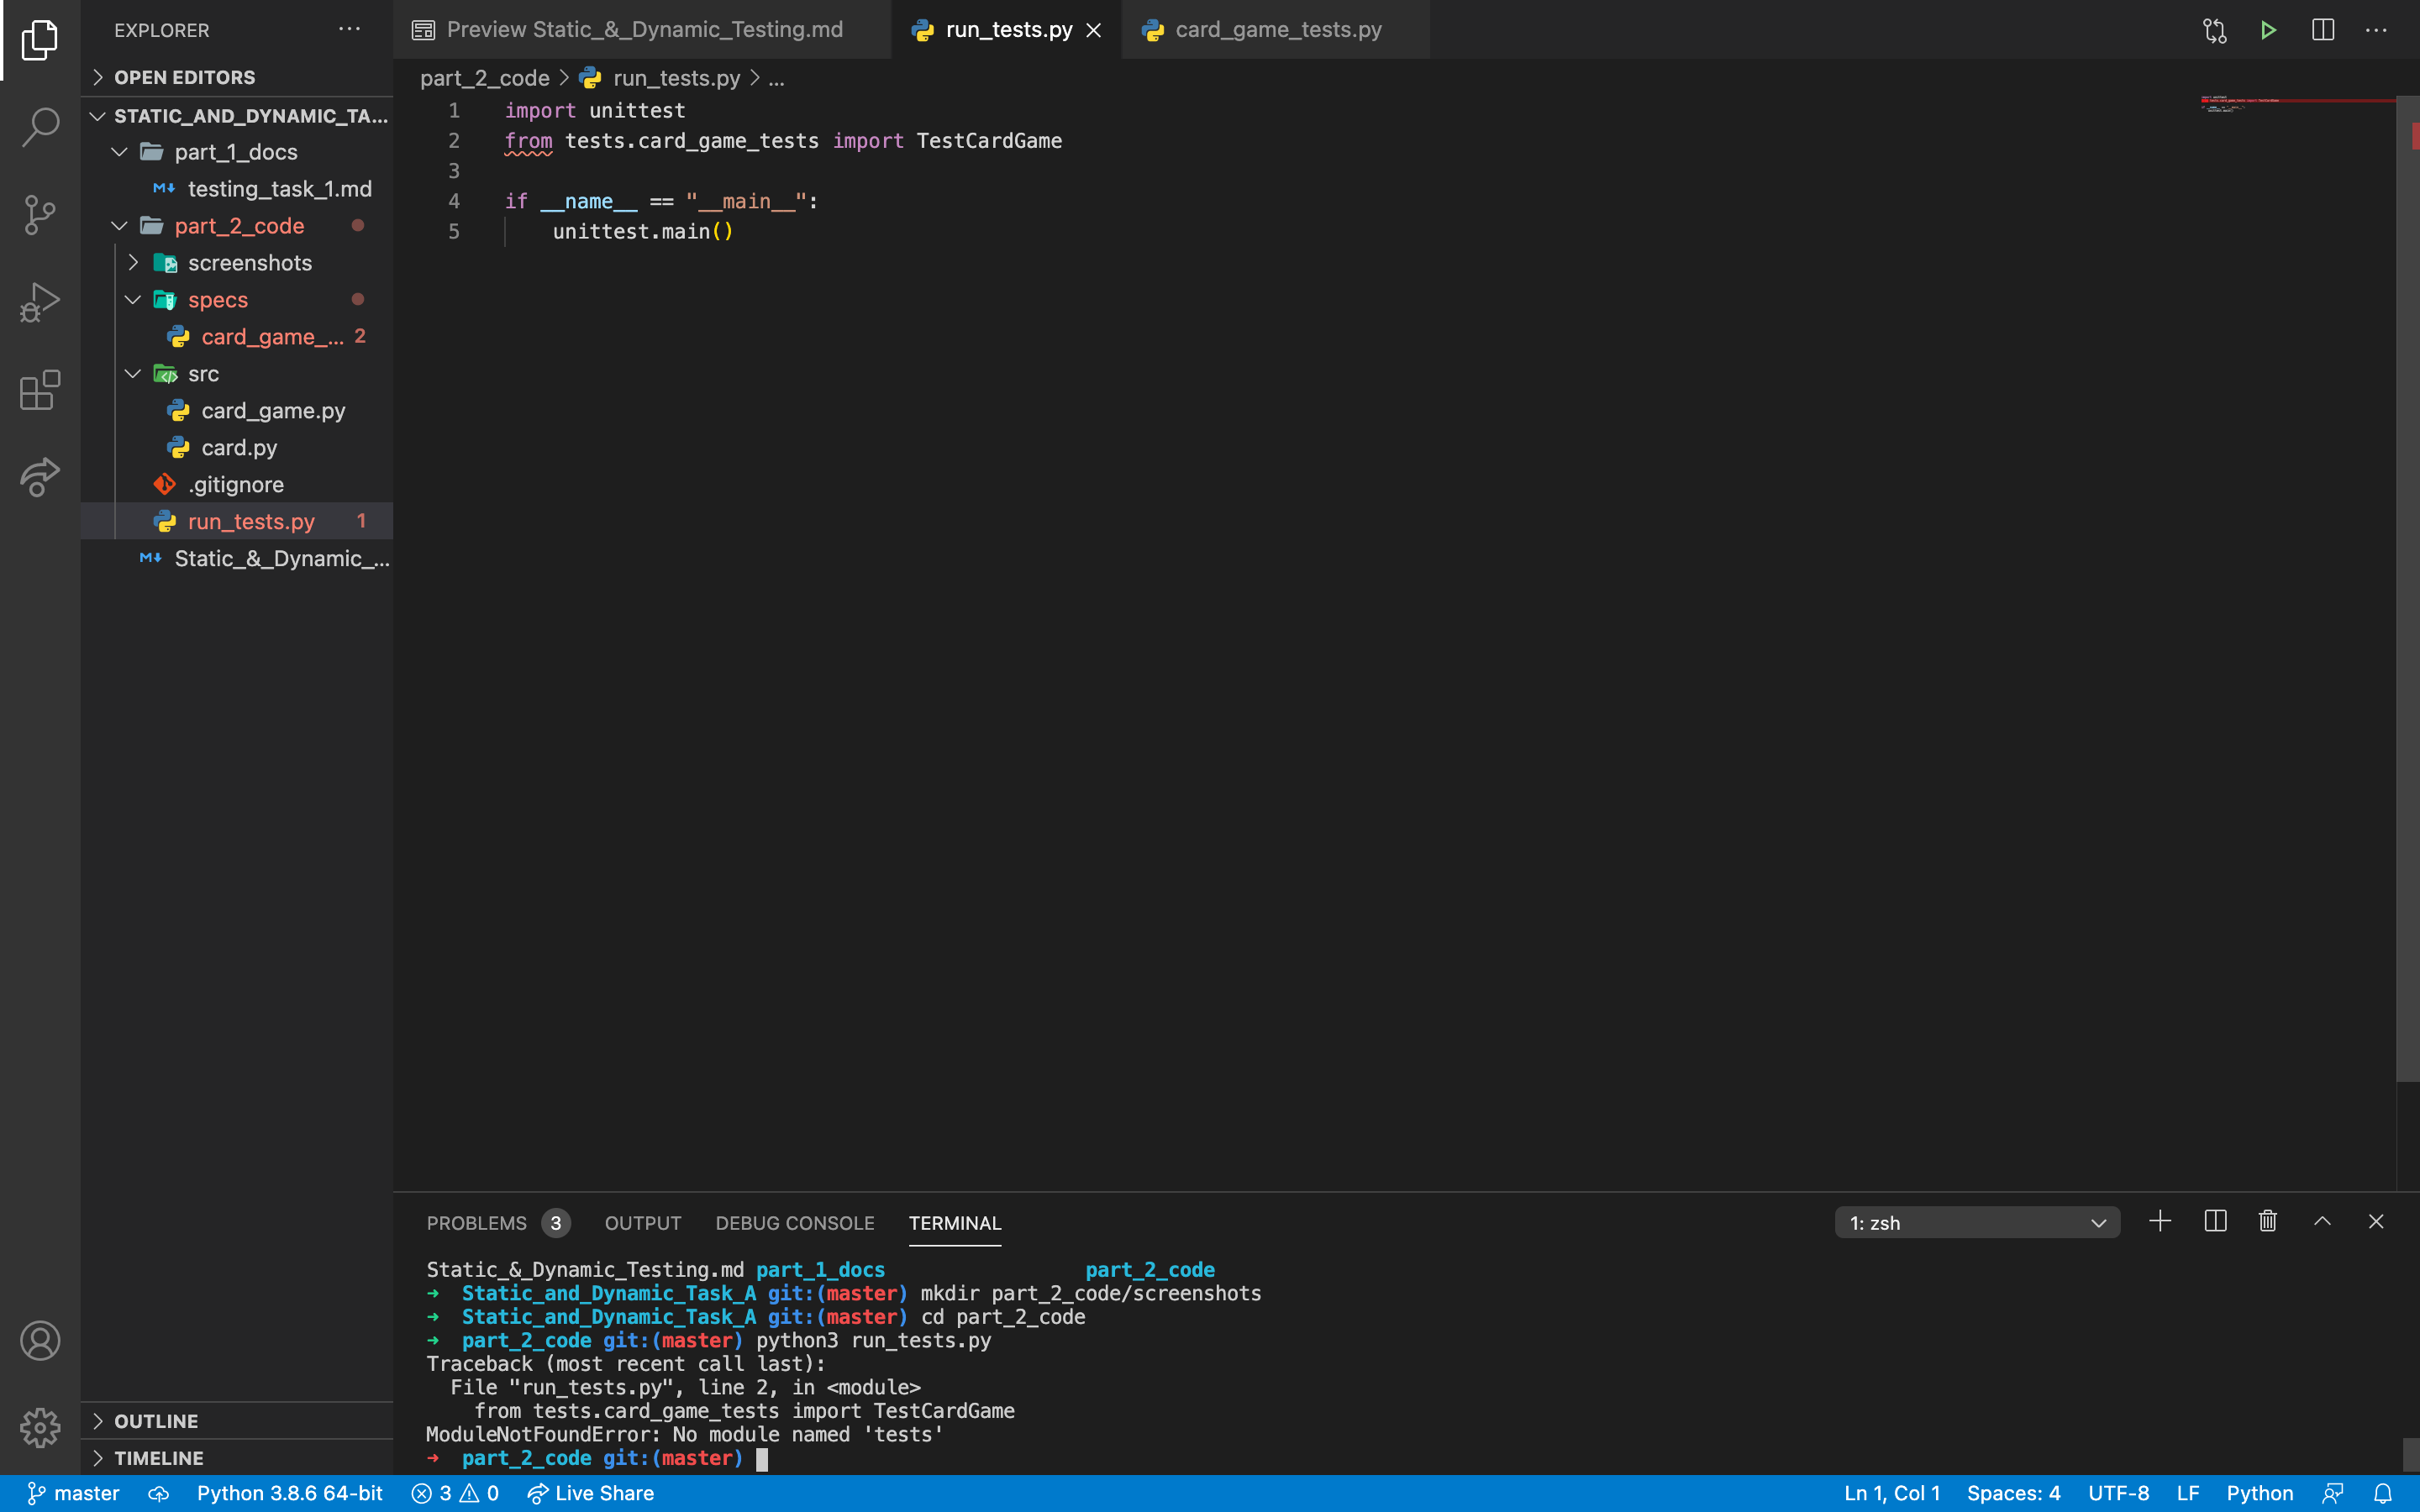 EXPLORER
OPEN EDITORS
STATIC_AND_DYNAMIC_TA...
part_1_docs
testing_task_1.md
part_2_code
screenshots
specs
card_game_... 2
src
card_game.py
card.py
.gitignore
run_tests.py 1
Static_&_Dynamic_...
OUTLINE
TIMELINE
Preview Static_&_Dynamic_Testing.md
run_tests.py
card_game_tests.py
part_2_code > run_tests.py > ...
1 import unittest
2 from tests.card_game_tests import TestCardGame
3
4 if __name__ == "__main__":
5 unittest.main()
PROBLEMS 3 OUTPUT DEBUG CONSOLE TERMINAL
1: zsh
Static_&_Dynamic_Testing.md part_1_docs part_2_code
➜ Static_and_Dynamic_Task_A git:(master) mkdir part_2_code/screenshots
➜ Static_and_Dynamic_Task_A git:(master) cd part_2_code
➜ part_2_code git:(master) python3 run_tests.py
Traceback (most recent call last):
File "run_tests.py", line 2, in <module>
from tests.card_game_tests import TestCardGame
ModuleNotFoundError: No module named 'tests'
➜ part_2_code git:(master)
master Python 3.8.6 64-bit 3 0 Live Share Ln 1, Col 1 Spaces: 4 UTF-8 LF Python